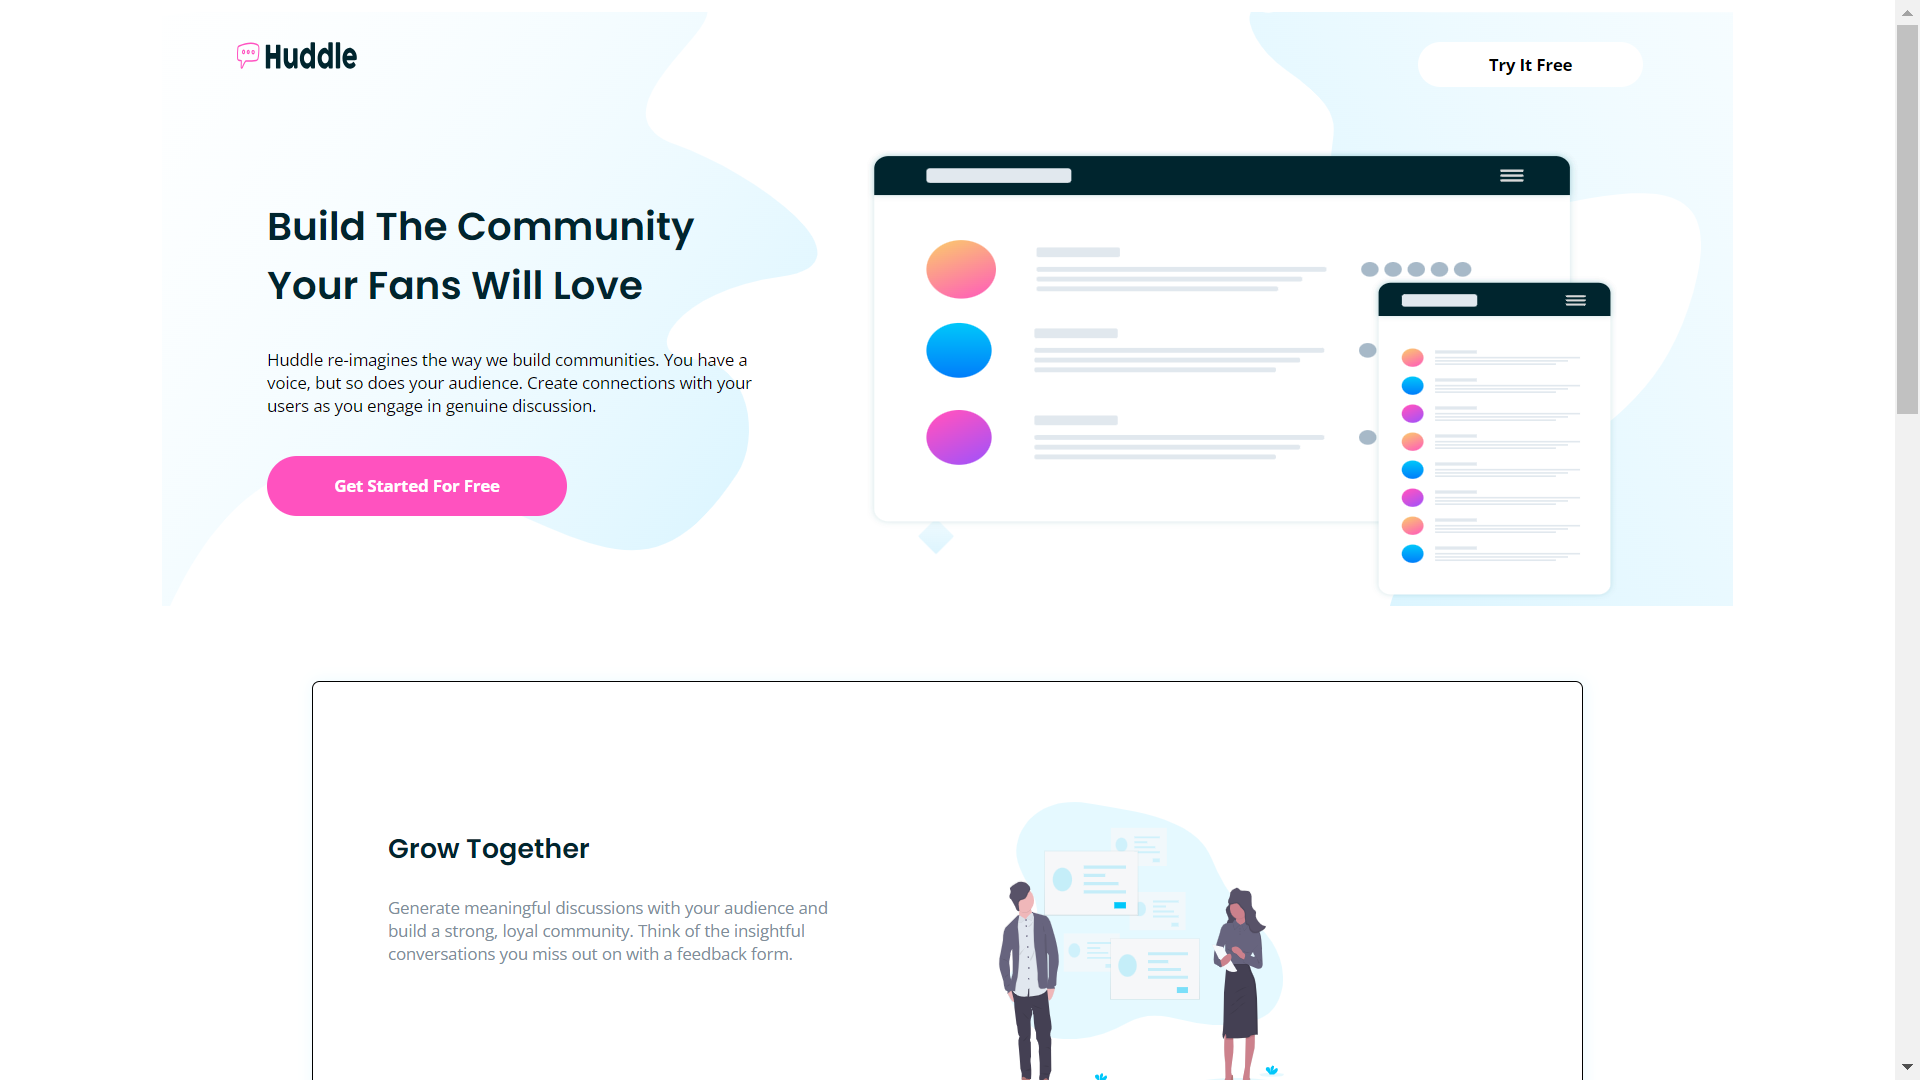 Huddle
Try It Free
Build The Community
Your Fans Will Love
Huddle re-imagines the way we build communities. You have a
voice, but so does your audience. Create connections with your
users as you engage in genuine discussion.
Get Started For Free
Grow Together
Generate meaningful discussions with your audience and
build a strong, loyal community. Think of the insightful
conversations you miss out on with a feedback form.